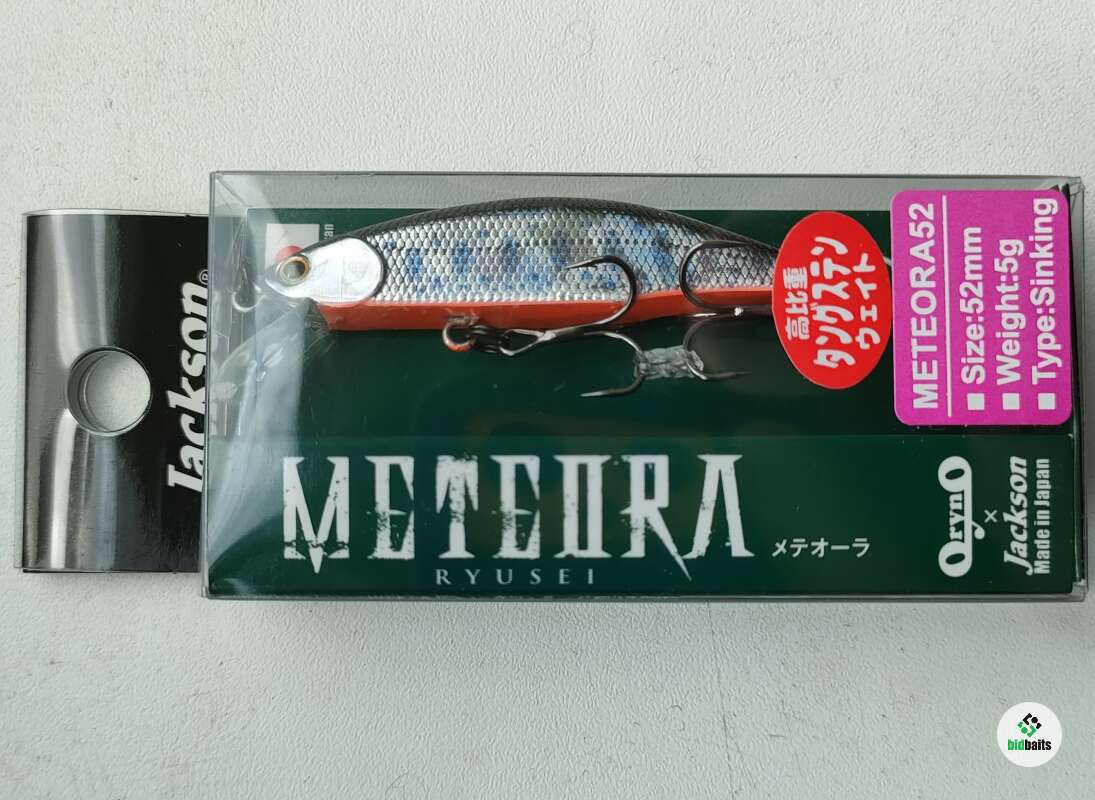 Jackson®
an
高比重
タングステン
ウェイト
METEORA52
■ Size:52mm
■ Weight:5g
■ Type:Sinking
METEORA
RYUSEI
メテオーラ
OrynO
×
Jackson
Made in Japan
bidbaits